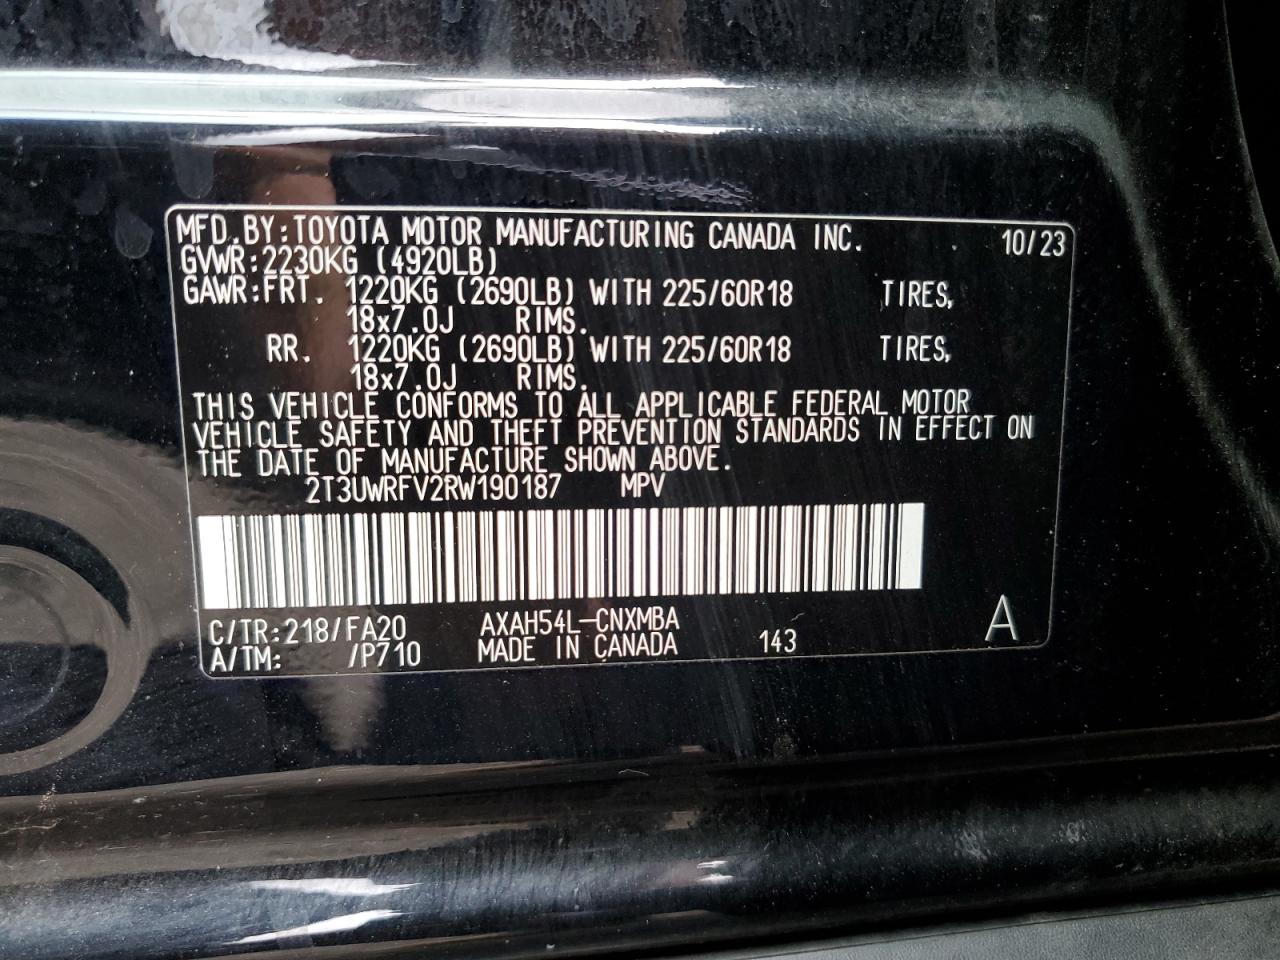 MFD.BY:TOYOTA MOTOR MANUFACTURING CANADA INC. 10/23
GVWR:2230KG (4920LB)
GAWR:FRT. 1220KG (2690LB) WITH 225/60R18 TIRES,
18x7.0J RIMS.
RR. 1220KG (2690LB) WITH 225/60R18 TIRES,
18x7.0J RIMS.
THIS VEHICLE CONFORMS TO ALL APPLICABLE FEDERAL MOTOR
VEHICLE SAFETY AND THEFT PREVENTION STANDARDS IN EFFECT ON
THE DATE OF MANUFACTURE SHOWN ABOVE.
2T3UWRFV2RW190187 MPV
C/TR:218/FA20 AXAH54L-CNXMBA
A/TM: /P710 MADE IN CANADA 143 A